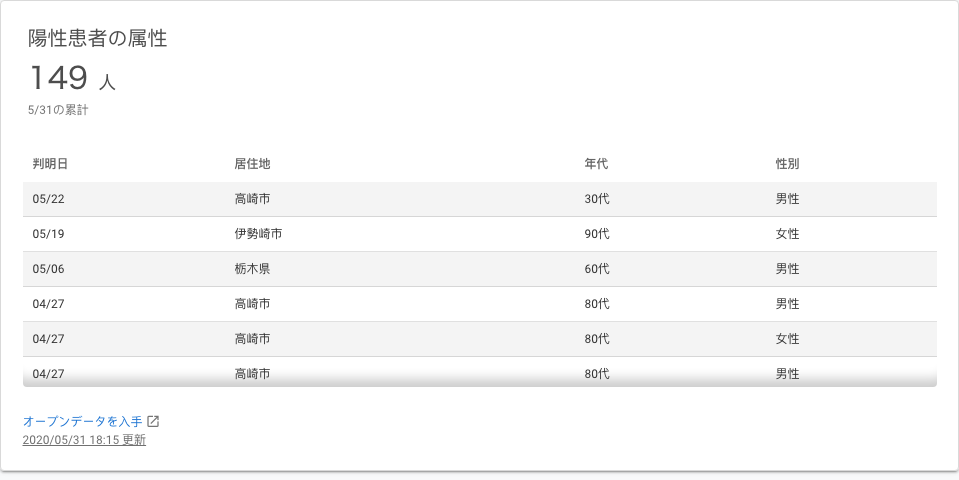 陽性患者の属性
149 人
5/31の累計
判明日 居住地 年代 性別
05/22 高崎市 30代 男性
05/19 伊勢崎市 90代 女性
05/06 栃木県 60代 男性
04/27 高崎市 80代 男性
04/27 高崎市 80代 女性
04/27 高崎市 80代 男性
オープンデータを入手
2020/05/31 18:15 更新